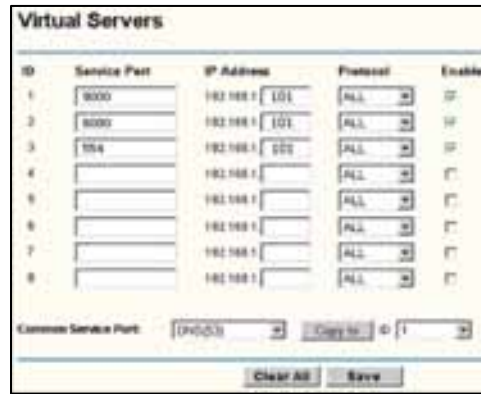 Virtual Servers
ID Service Port IP Address Protocol Enable
1 192.168.1. 101 ALL
2 192.168.1. 101 ALL
3 554 192.168.1. 101 ALL
4 192.168.1. ALL
5 192.168.1. ALL
6 192.168.1. ALL
7 192.168.1. ALL
8 192.168.1. ALL
Common Service Port: DNS(53) Copy to ID 1
Clear All Save